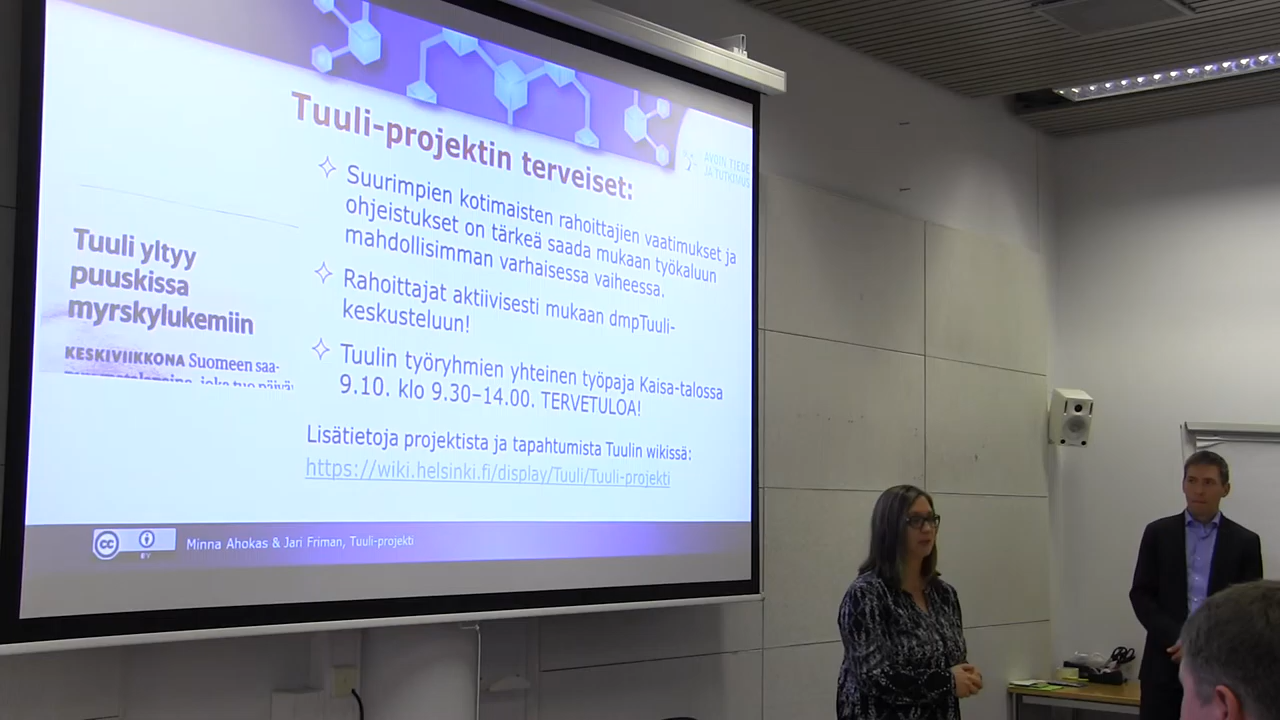 Tuuli-projektin terveiset:
AVOIN TIEDE
JA TUTKIMUS
Suurimpien kotimaisten rahoittajien vaatimukset ja
ohjeistukset on tärkeä saada mukaan työkaluun
mahdollisimman varhaisessa vaiheessa.
Rahoittajat aktiivisesti mukaan dmpTuuli-
keskusteluun!
Tuulin työryhmien yhteinen työpaja Kaisa-talossa
9.10. klo 9.30–14.00. TERVETULOA!
Lisätietoja projektista ja tapahtumista Tuulin wikissä:
https://wiki.helsinki.fi/display/Tuuli/Tuuli-projekti
Tuuli yltyy
puuskissa
myrskylukemiin
KESKIVIIKKONA Suomeen saa-
cc BY
Minna Ahokas & Jari Friman, Tuuli-projekti